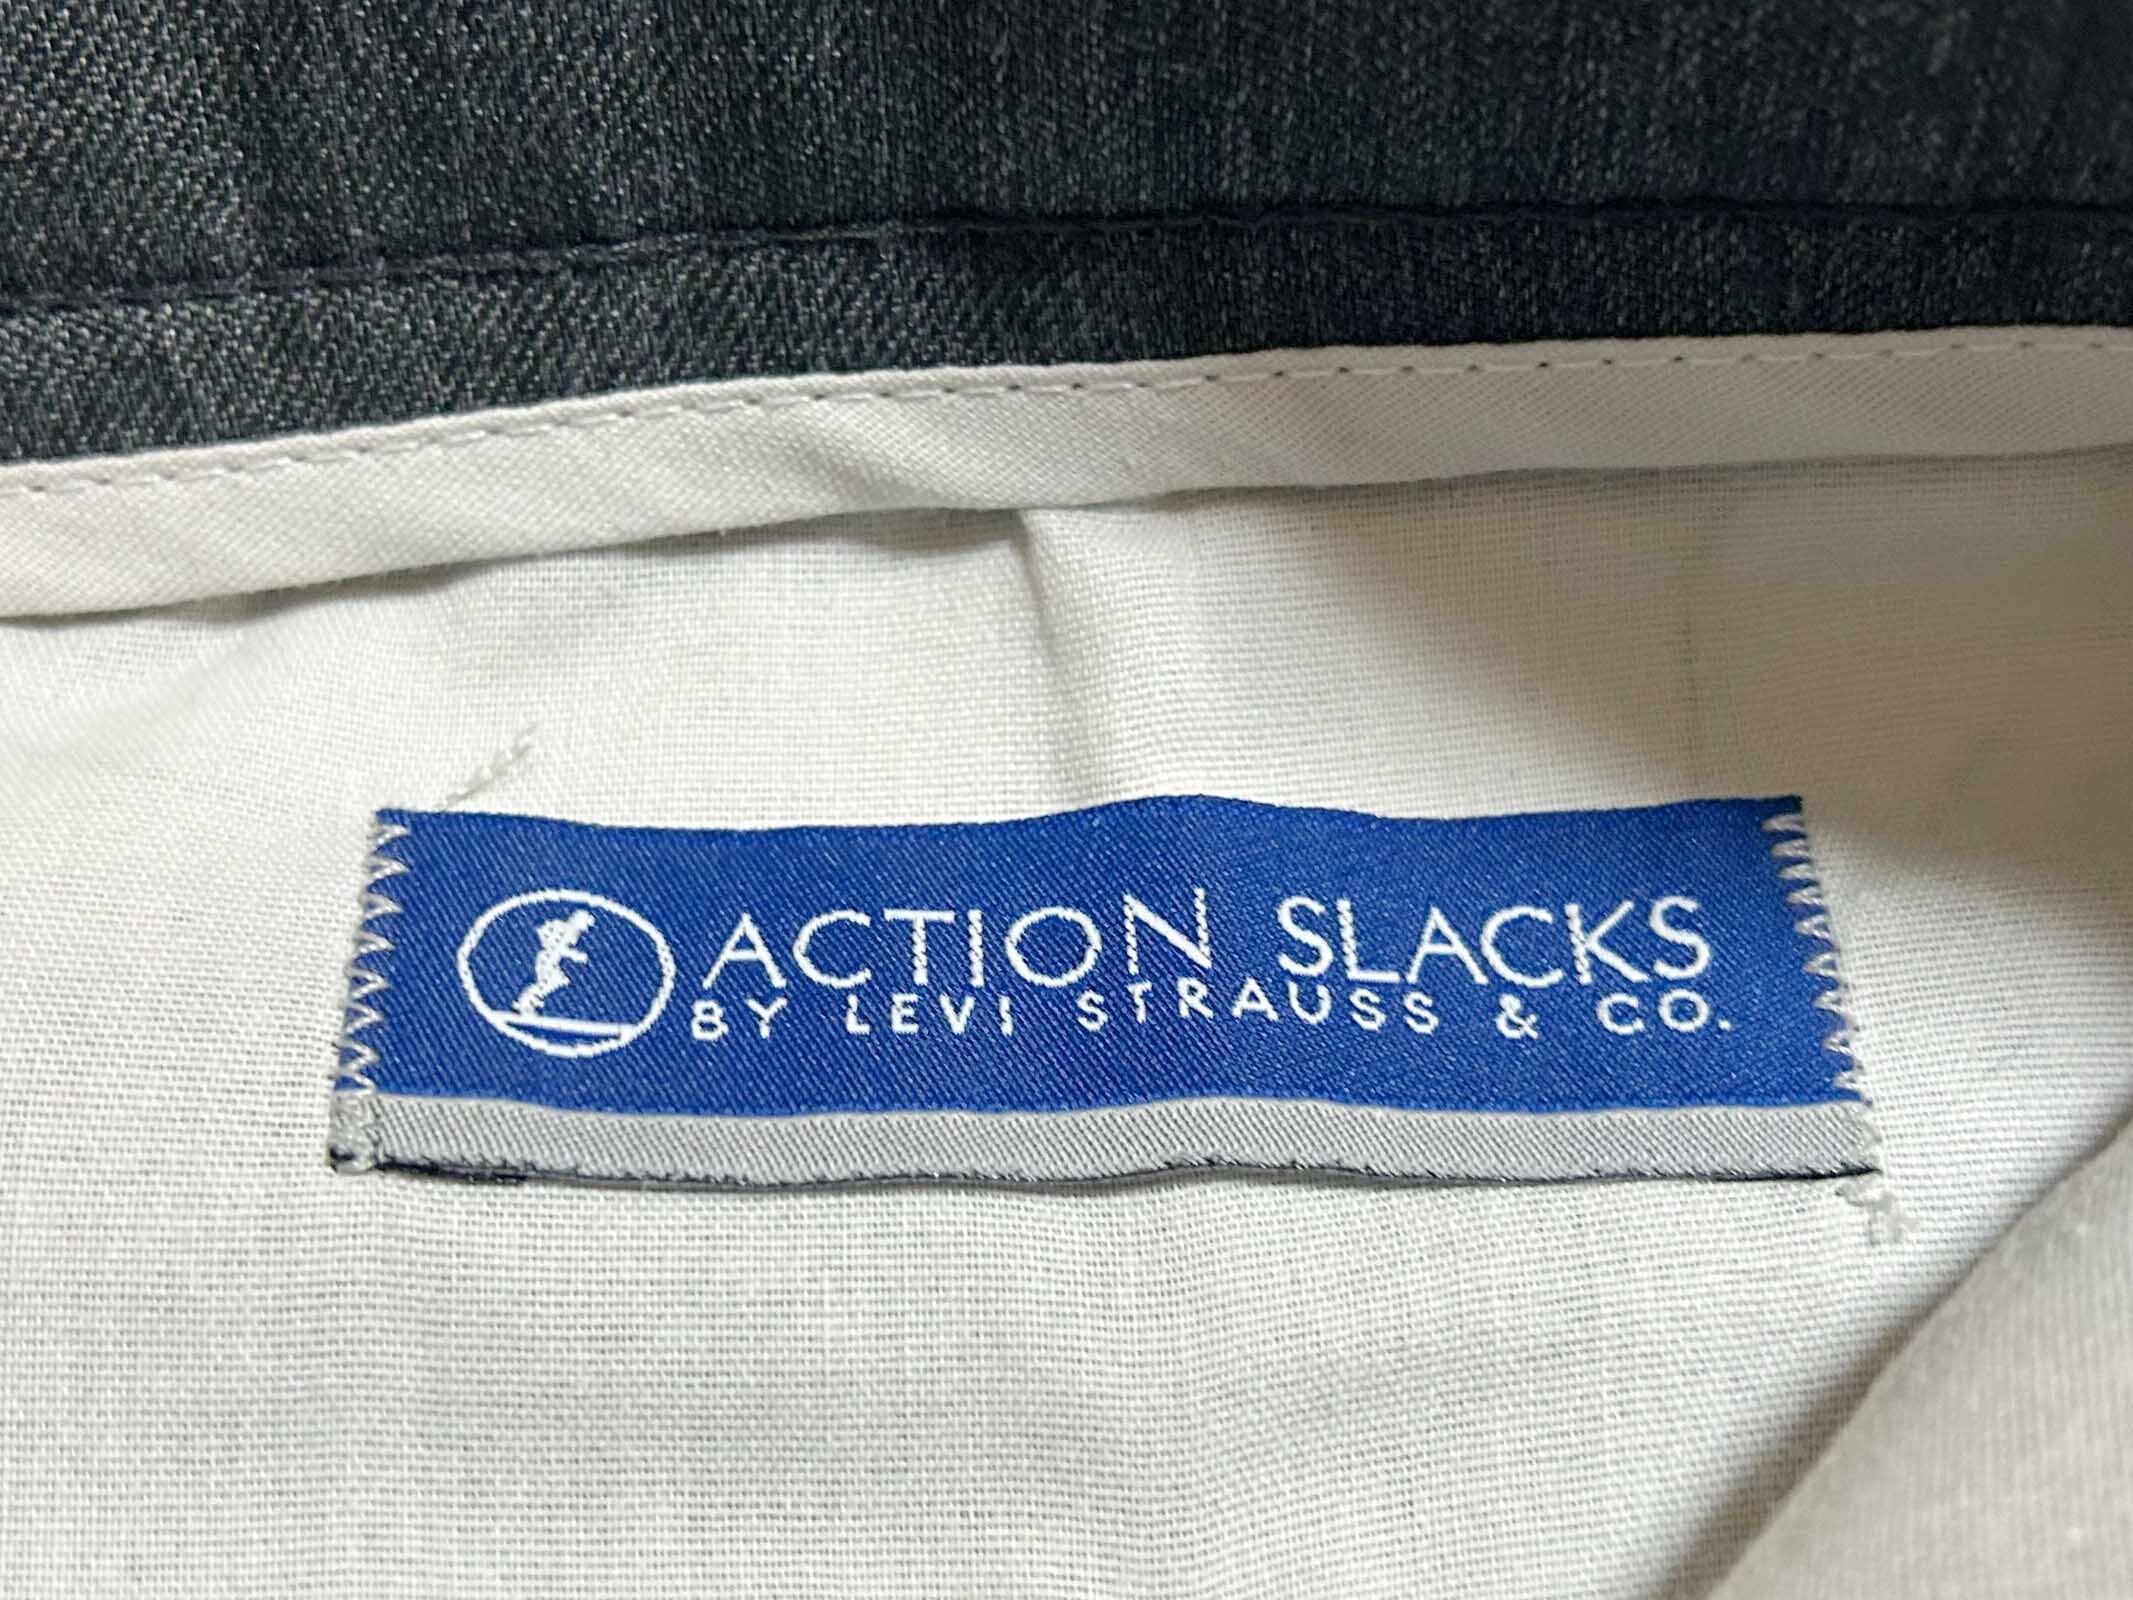 ACTION SLACKS
BY LEVI STRAUSS & CO.